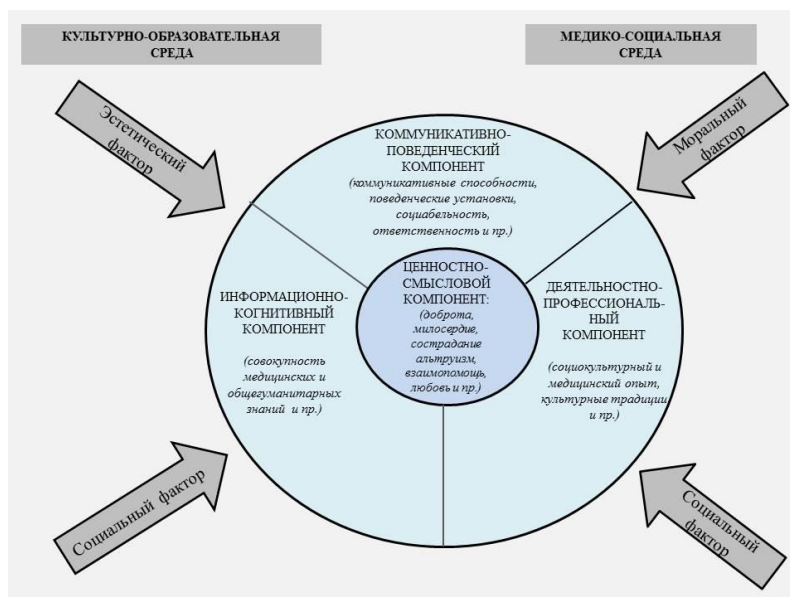 КУЛЬТУРНО-ОБРАЗОВАТЕЛЬНАЯ
СРЕДА
МЕДИКО-СОЦИАЛЬНАЯ
СРЕДА
Эстетический
фактор
Моральный
фактор
КОММУНИКАТИВНО-
ПОВЕДЕНЧЕСКИЙ
КОМПОНЕНТ
(коммуникативные способности,
поведенческие установки,
социабельность,
ответственность и пр.)
ЦЕННОСТНО-
СМЫСЛОВОЙ
КОМПОНЕНТ:
(доброта,
милосердие,
сострадание
альтруизм,
взаимопомощь,
любовь и пр.)
ИНФОРМАЦИОННО-
КОГНИТИВНЫЙ
КОМПОНЕНТ
(совокупность
медицинских и
общегуманитарных
знаний и пр.)
ДЕЯТЕЛЬНОСТНО-
ПРОФЕССИОНАЛЬ-
НЫЙ
КОМПОНЕНТ
(социокультурный и
медицинский опыт,
культурные традиции
и пр.)
Социальный фактор
Социальный
фактор